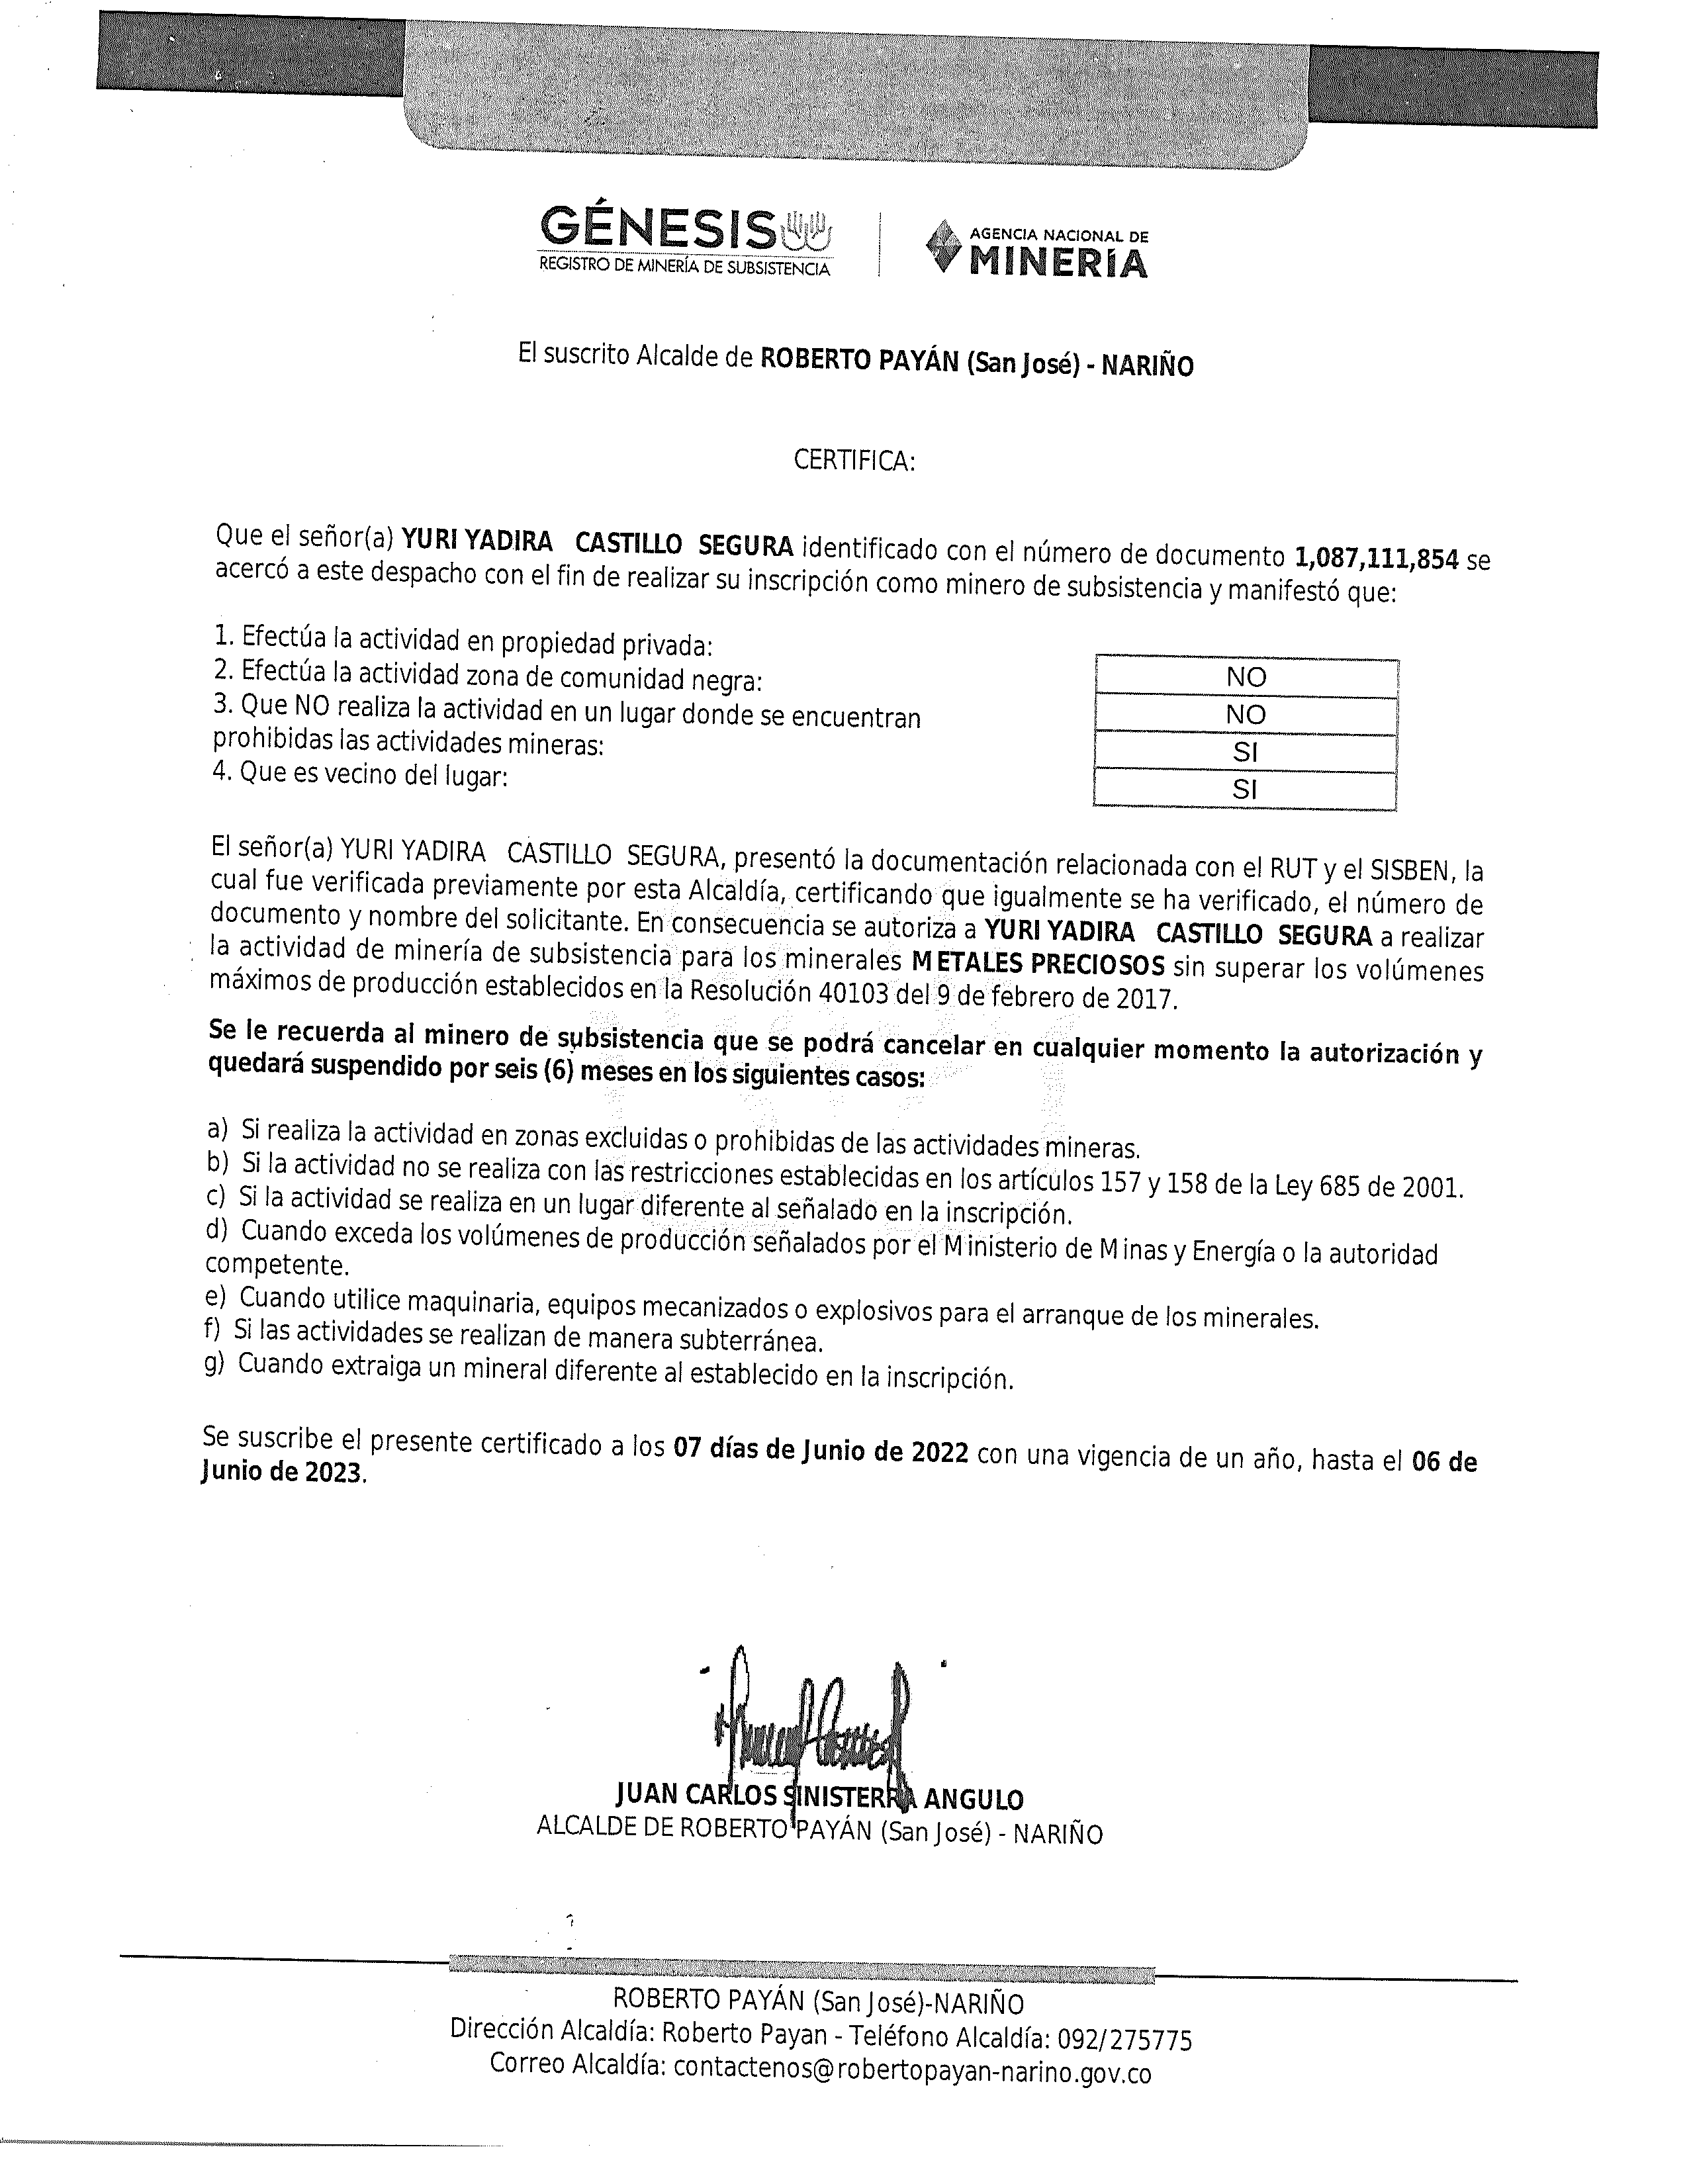 GÉNESIS
REGISTRO DE MINERÍA DE SUBSISTENCIA
AGENCIA NACIONAL DE
MINERÍA
El suscrito Alcalde de ROBERTO PAYÁN (San José) - NARIÑO
CERTIFICA:
Que el señor(a) YURI YADIRA CASTILLO SEGURA identificado con el número de documento 1,087,111,854 se
acercó a este despacho con el fin de realizar su inscripción como minero de subsistencia y manifestó que:
1. Efectúa la actividad en propiedad privada:
2. Efectúa la actividad zona de comunidad negra:
3. Que NO realiza la actividad en un lugar donde se encuentran
prohibidas las actividades mineras:
4. Que es vecino del lugar:
NO
NO
SI
SI
El señor(a) YURI YADIRA CASTILLO SEGURA, presentó la documentación relacionada con el RUT y el SISBEN, la
cual fue verificada previamente por esta Alcaldía, certificando que igualmente se ha verificado, el número de
documento y nombre del solicitante. En consecuencia se autoriza a YURI YADIRA CASTILLO SEGURA a realizar
la actividad de minería de subsistencia para los minerales METALES PRECIOSOS sin superar los volúmenes
máximos de producción establecidos en la Resolución 40103 del 9 de febrero de 2017.
Se le recuerda al minero de subsistencia que se podrá cancelar en cualquier momento la autorización y
quedará suspendido por seis (6) meses en los siguientes casos:
a) Si realiza la actividad en zonas excluidas o prohibidas de las actividades mineras.
b) Si la actividad no se realiza con las restricciones establecidas en los artículos 157 y 158 de la Ley 685 de 2001.
c) Si la actividad se realiza en un lugar diferente al señalado en la inscripción.
d) Cuando exceda los volúmenes de producción señalados por el Ministerio de Minas y Energía o la autoridad
competente.
e) Cuando utilice maquinaria, equipos mecanizados o explosivos para el arranque de los minerales.
f) Si las actividades se realizan de manera subterránea.
g) Cuando extraiga un mineral diferente al establecido en la inscripción.
Se suscribe el presente certificado a los 07 días de Junio de 2022 con una vigencia de un año, hasta el 06 de
Junio de 2023.
JUAN CARLOS SINISTERRA ANGULO
ALCALDE DE ROBERTO PAYÁN (San José) - NARIÑO
ROBERTO PAYÁN (San José)-NARIÑO
Dirección Alcaldía: Roberto Payan - Teléfono Alcaldía: 092/275775
Correo Alcaldía: contactenos@robertopayan-narino.gov.co